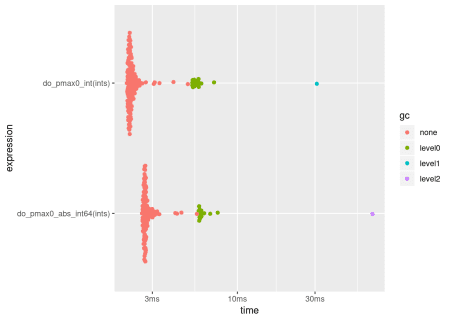 do_pmax0_int(ints)
do_pmax0_abs_int64(ints)
expression
3ms
10ms
30ms
time
gc
none
level0
level1
level2